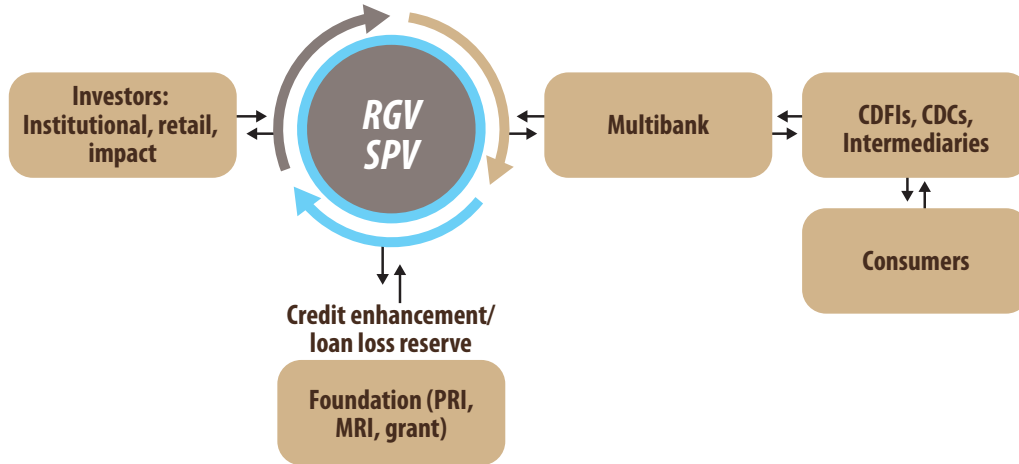 Investors:
Institutional, retail,
impact
RGV
SPV
Multibank
CDFIs, CDCs,
Intermediaries
Consumers
Credit enhancement/
loan loss reserve
Foundation (PRI,
MRI, grant)